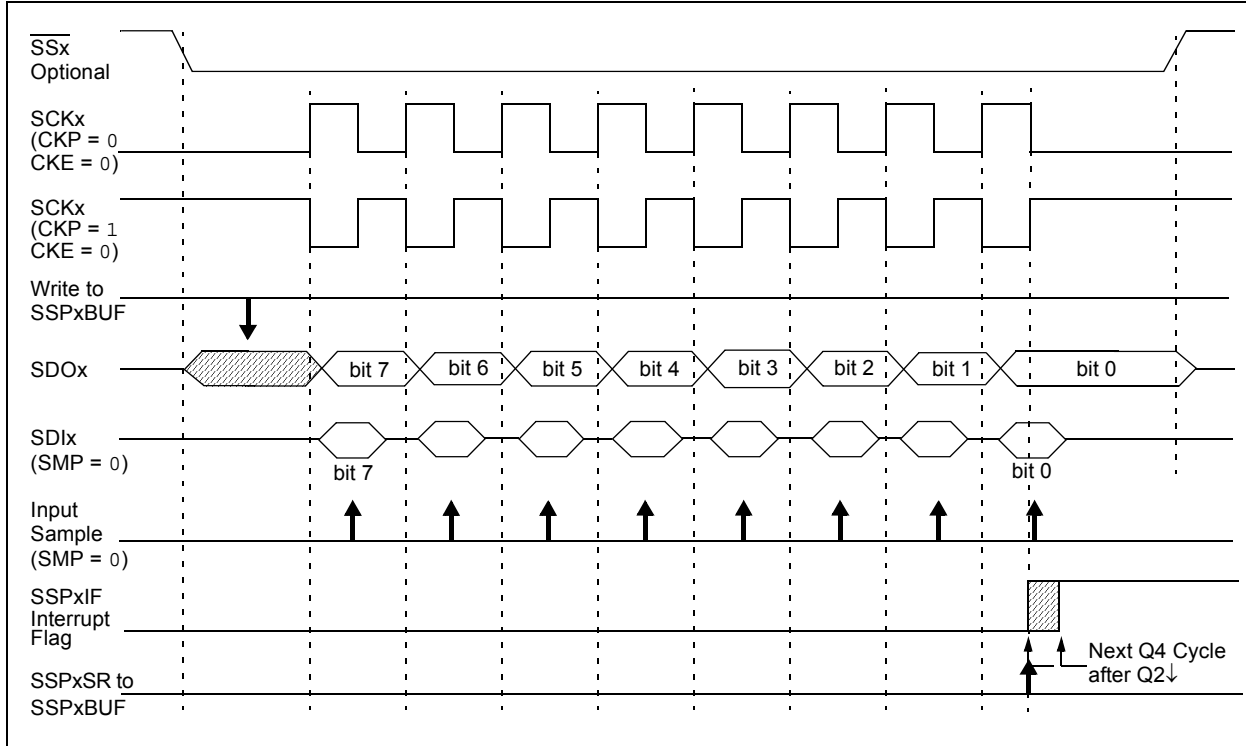 SSx
Optional
SCKx
(CKP = 0
CKE = 0)
SCKx
(CKP = 1
CKE = 0)
Write to
SSPxBUF
SDOx
bit 7
bit 6
bit 5
bit 4
bit 3
bit 2
bit 1
bit 0
SDIx
(SMP = 0)
bit 7
bit 0
Input
Sample
(SMP = 0)
SSPxIF
Interrupt
Flag
Next Q4 Cycle
after Q2↓
SSPxSR to
SSPxBUF